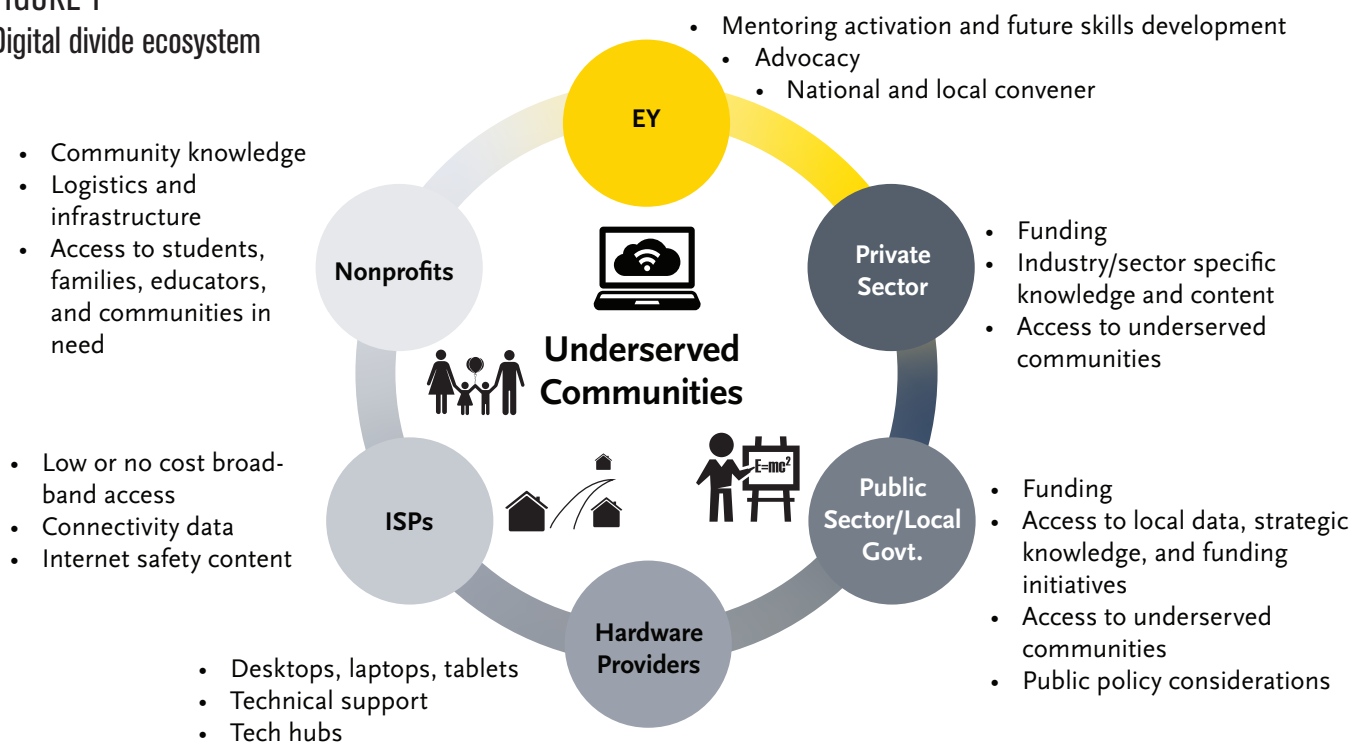 Digital divide ecosystem
• Mentoring activation and future skills development
• Advocacy
• National and local convener
EY
• Community knowledge
• Logistics and
infrastructure
• Access to students,
families, educators,
and communities in
need
Nonprofits
Private
Sector
• Funding
• Industry/sector specific
knowledge and content
• Access to underserved
communities
Underserved
Communities
E=mc²
• Low or no cost broad-
band access
• Connectivity data
• Internet safety content
ISPs
Public
Sector/Local
Govt.
• Funding
• Access to local data, strategic
knowledge, and funding
initiatives
• Access to underserved
communities
• Public policy considerations
Hardware
Providers
• Desktops, laptops, tablets
• Technical support
• Tech hubs